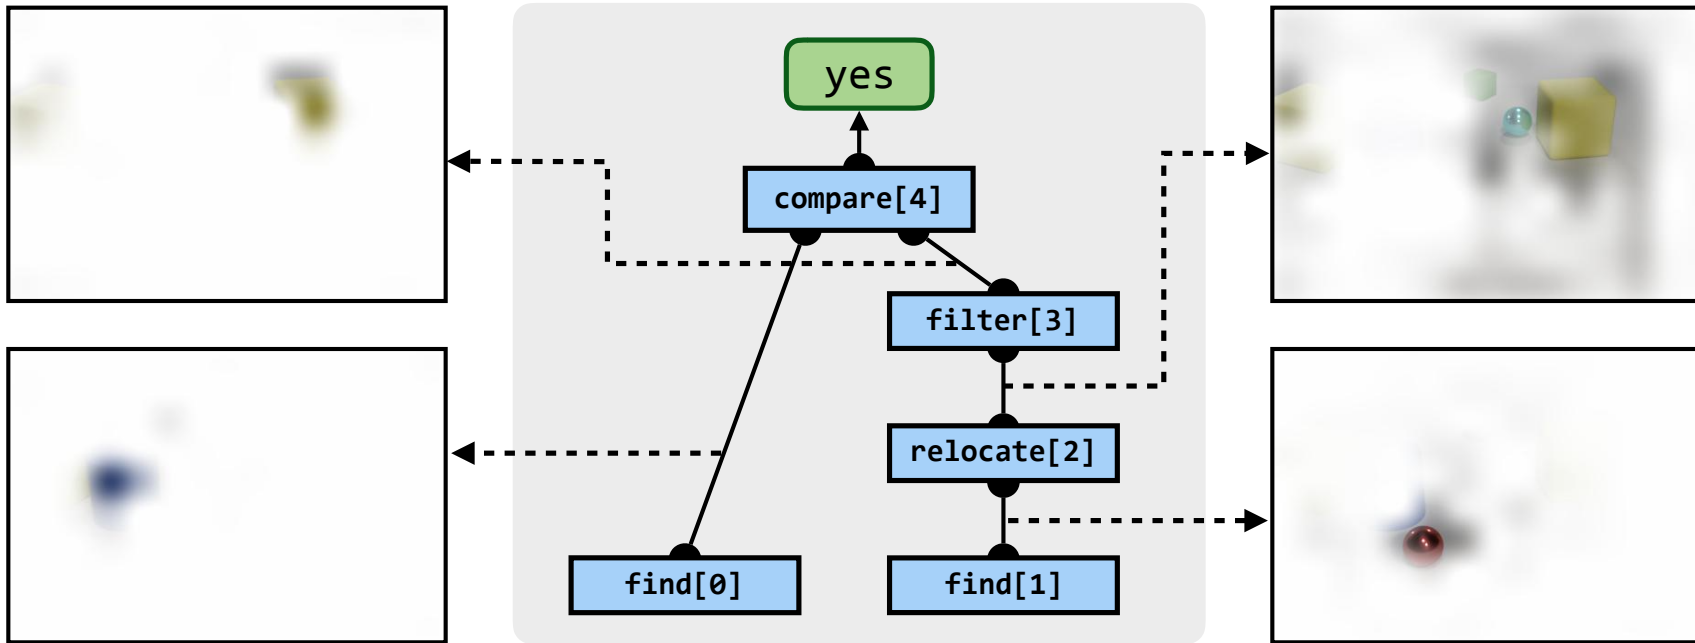 yes
compare[4]
filter[3]
relocate[2]
find[0]
find[1]